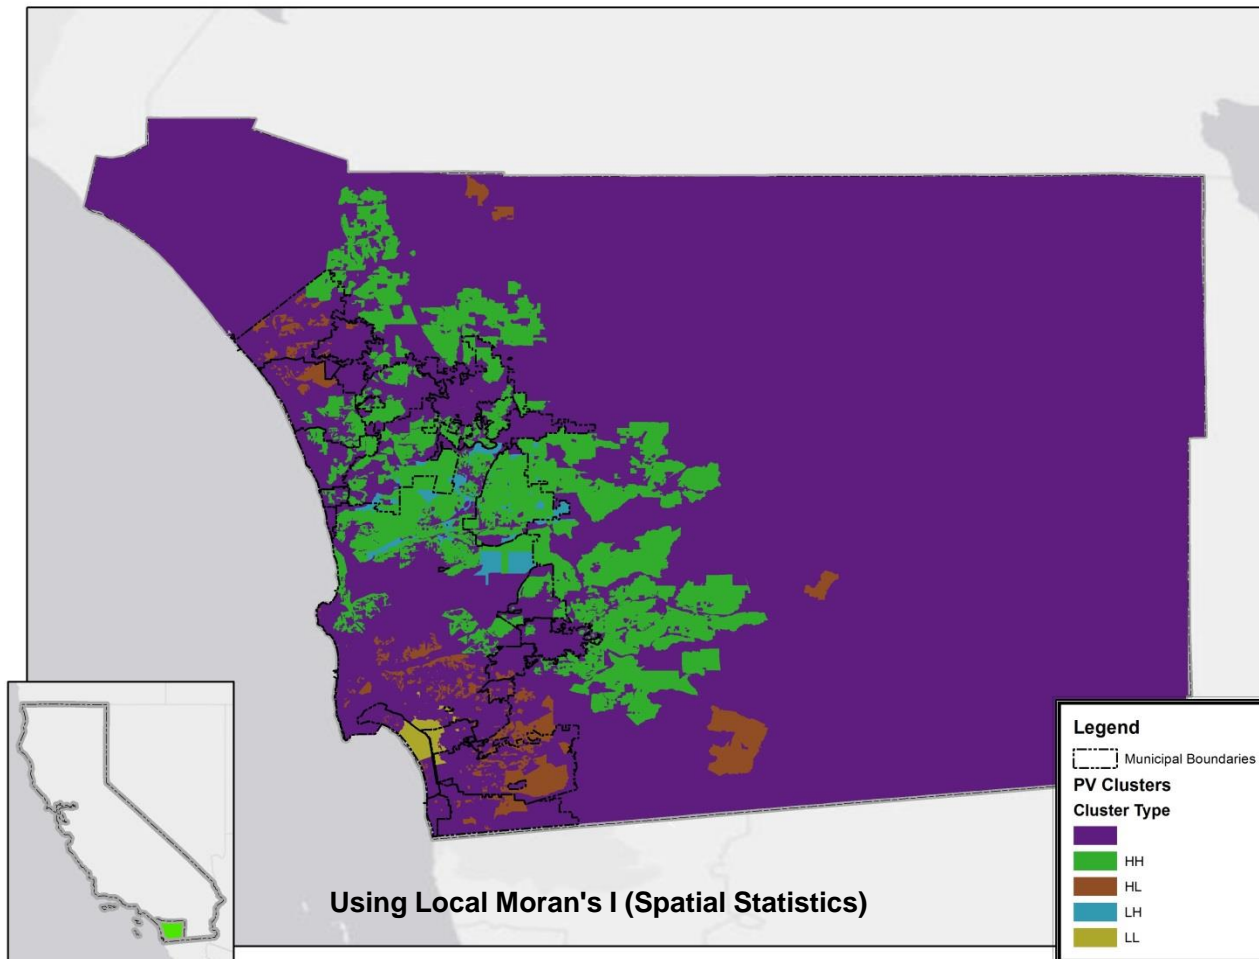 Using Local Moran's I (Spatial Statistics)
Legend
Municipal Boundaries
PV Clusters
Cluster Type
HH
HL
LH
LL